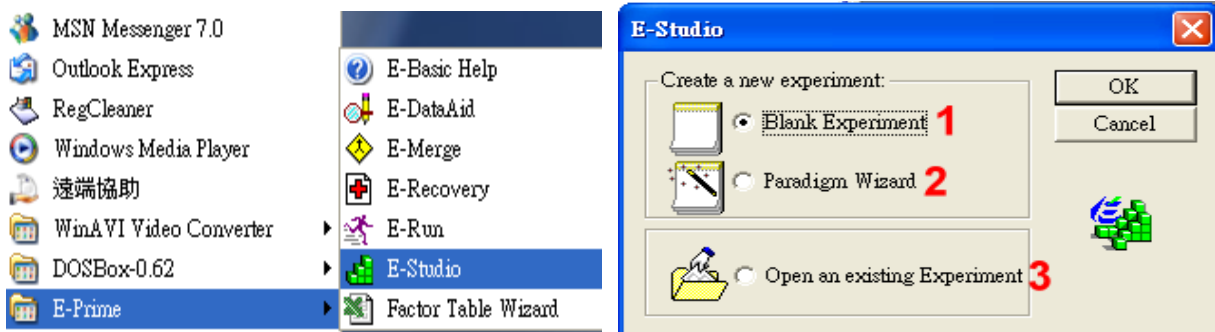 MSN Messenger 7.0
Outlook Express
RegCleaner
Windows Media Player
遠端協助
WinAVI Video Converter
DOSBox-0.62
E-Prime
E-Basic Help
E-DataAid
E-Merge
E-Recovery
E-Run
E-Studio
Factor Table Wizard
E-Studio
Create a new experiment:
Blank Experiment 1
Paradigm Wizard 2
Open an existing Experiment 3
OK
Cancel